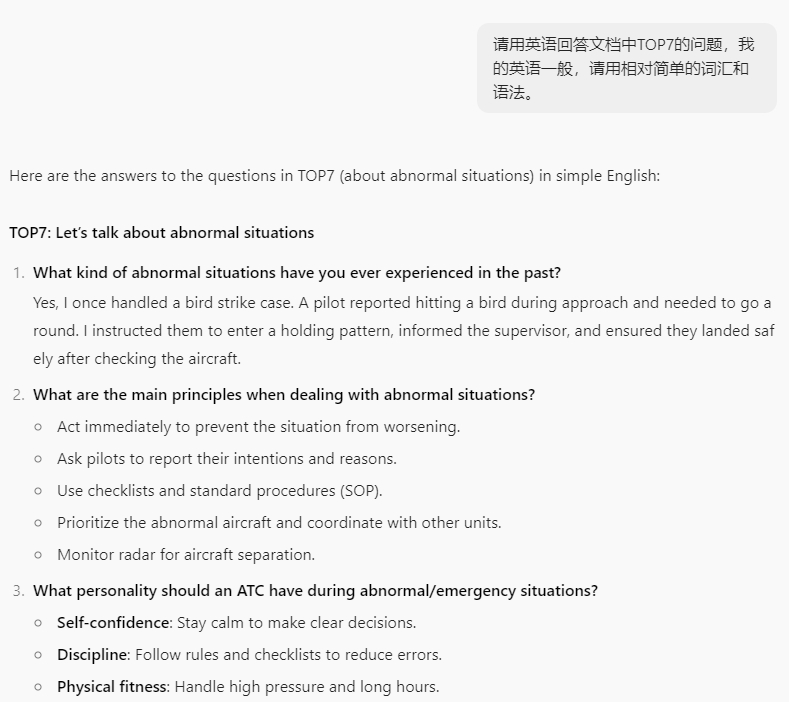 请用英语回答文档中TOP7的问题，我
的英语一般，请用相对简单的词汇和
语法。
Here are the answers to the questions in TOP7 (about abnormal situations) in simple English:
TOP7: Let's talk about abnormal situations
1. What kind of abnormal situations have you ever experienced in the past?
Yes, I once handled a bird strike case. A pilot reported hitting a bird during approach and needed to go a
round. I instructed them to enter a holding pattern, informed the supervisor, and ensured they landed saf
ely after checking the aircraft.
2. What are the main principles when dealing with abnormal situations?
○ Act immediately to prevent the situation from worsening.
○ Ask pilots to report their intentions and reasons.
○ Use checklists and standard procedures (SOP).
○ Prioritize the abnormal aircraft and coordinate with other units.
○ Monitor radar for aircraft separation.
3. What personality should an ATC have during abnormal/emergency situations?
○ Self-confidence: Stay calm to make clear decisions.
○ Discipline: Follow rules and checklists to reduce errors.
○ Physical fitness: Handle high pressure and long hours.